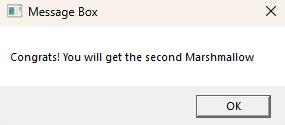 Message Box
Congrats! You will get the second Marshmallow
OK